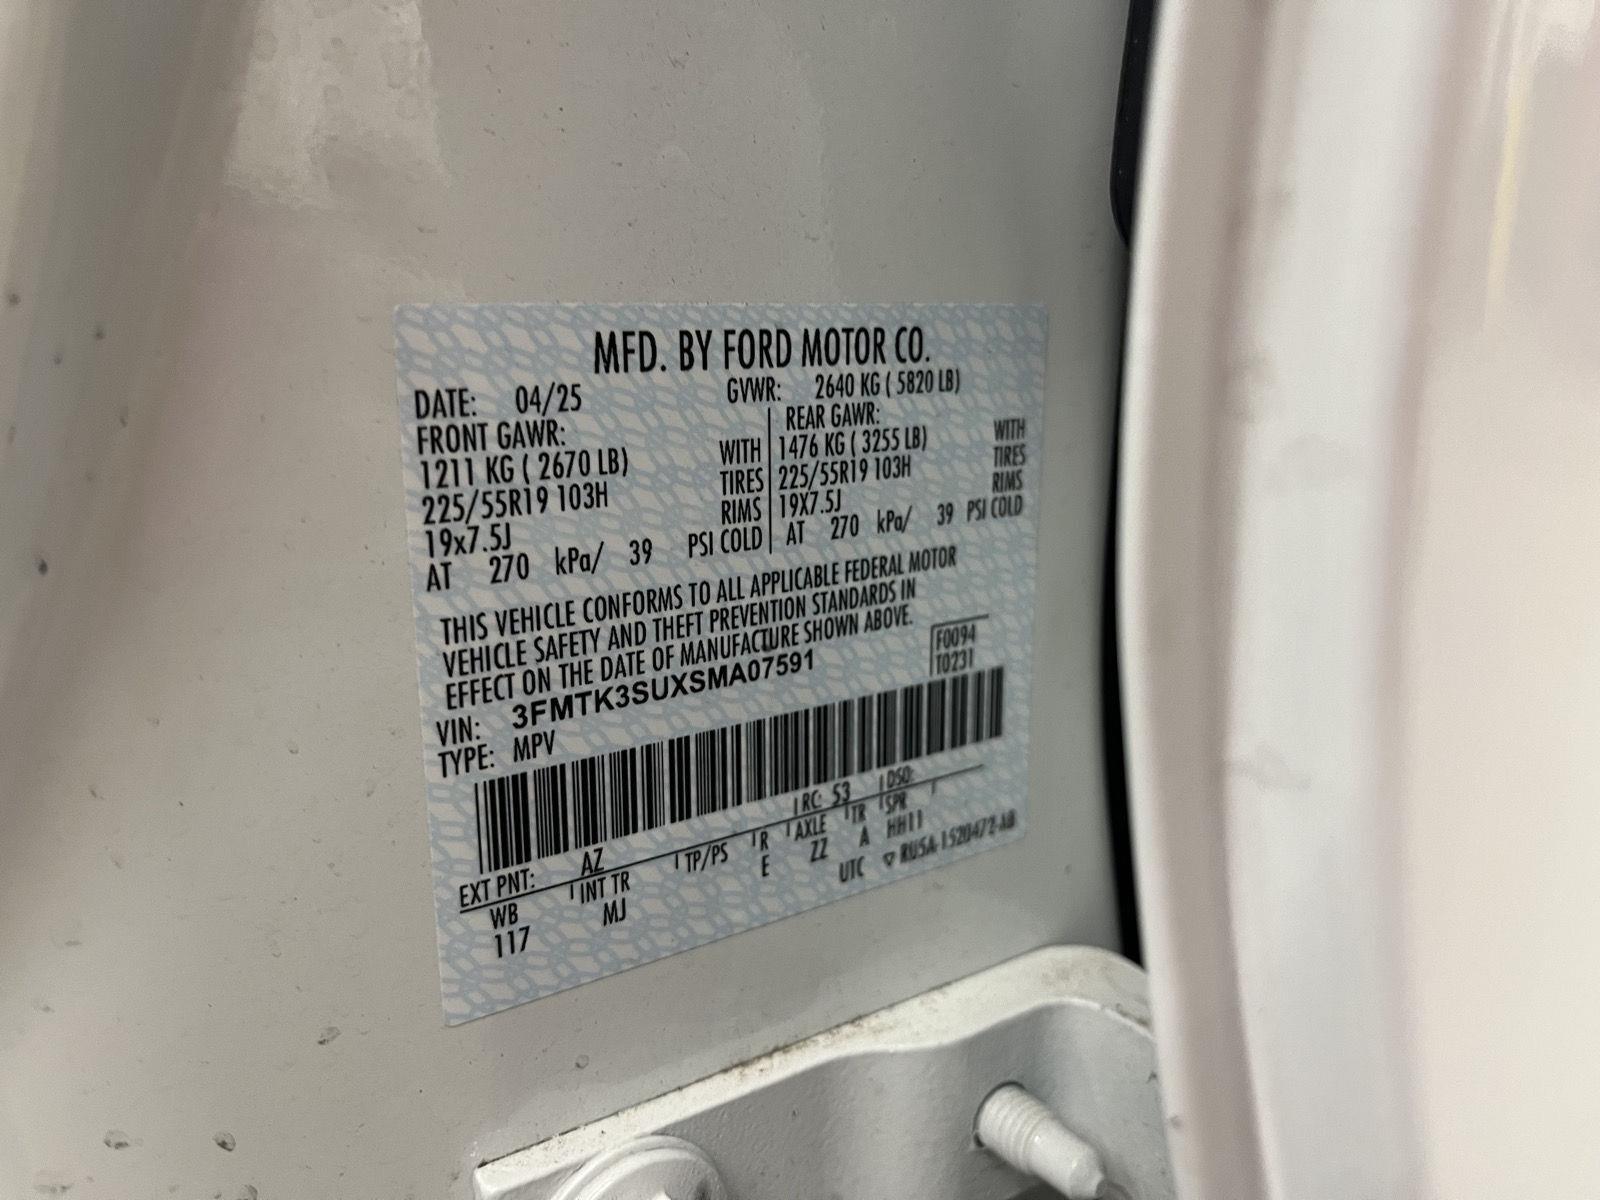 MFD. BY FORD MOTOR CO.
DATE: 04/25 GVWR: 2640 KG ( 5820 LB)
FRONT GAWR: REAR GAWR:
1211 KG ( 2670 LB) WITH 1476 KG ( 3255 LB) WITH
225/55R19 103H TIRES 225/55R19 103H TIRES
19x7.5J RIMS 19X7.5J RIMS
AT 270 kPa/ 39 PSI COLD AT 270 kPa/ 39 PSI COLD
THIS VEHICLE CONFORMS TO ALL APPLICABLE FEDERAL MOTOR
VEHICLE SAFETY AND THEFT PREVENTION STANDARDS IN
EFFECT ON THE DATE OF MANUFACTURE SHOWN ABOVE.
F0094
T0231
VIN: 3FMTK3SUXSMA07591
TYPE: MPV
EXT PNT: AZ RC: 53 DSO:
WB INT TR TP/PS R AXLE TR SPR
117 MJ E ZZ A HH11
UTC RU5A-1520472-AB